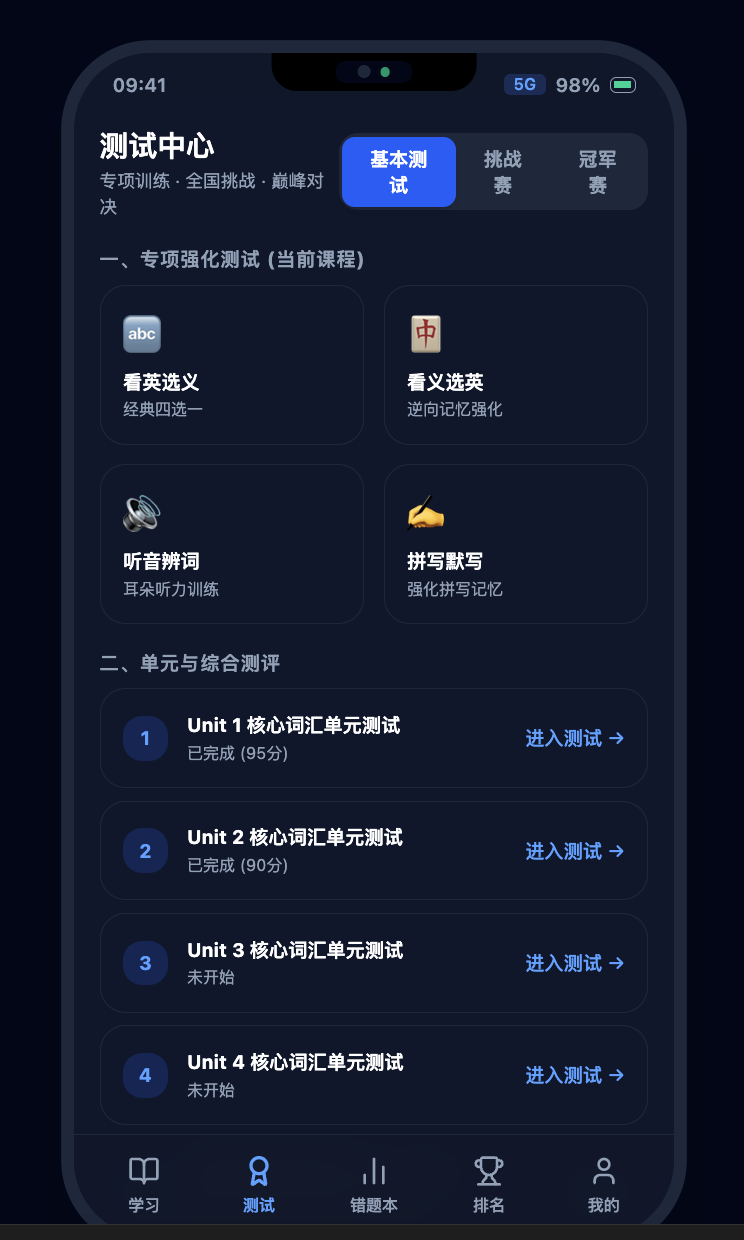 09:41
5G 98%
测试中心
专项训练 · 全国挑战 · 巅峰对
决
基本测
试
挑战
赛
冠军
赛
一、专项强化测试 (当前课程)
abc
看英选义
经典四选一
中
看义选英
逆向记忆强化
听音辨词
耳朵听力训练
拼写默写
强化拼写记忆
二、单元与综合测评
1
Unit 1 核心词汇单元测试
已完成 (95分)
进入测试 →
2
Unit 2 核心词汇单元测试
已完成 (90分)
进入测试 →
3
Unit 3 核心词汇单元测试
未开始
进入测试 →
4
Unit 4 核心词汇单元测试
未开始
进入测试 →
学习
测试
错题本
排名
我的